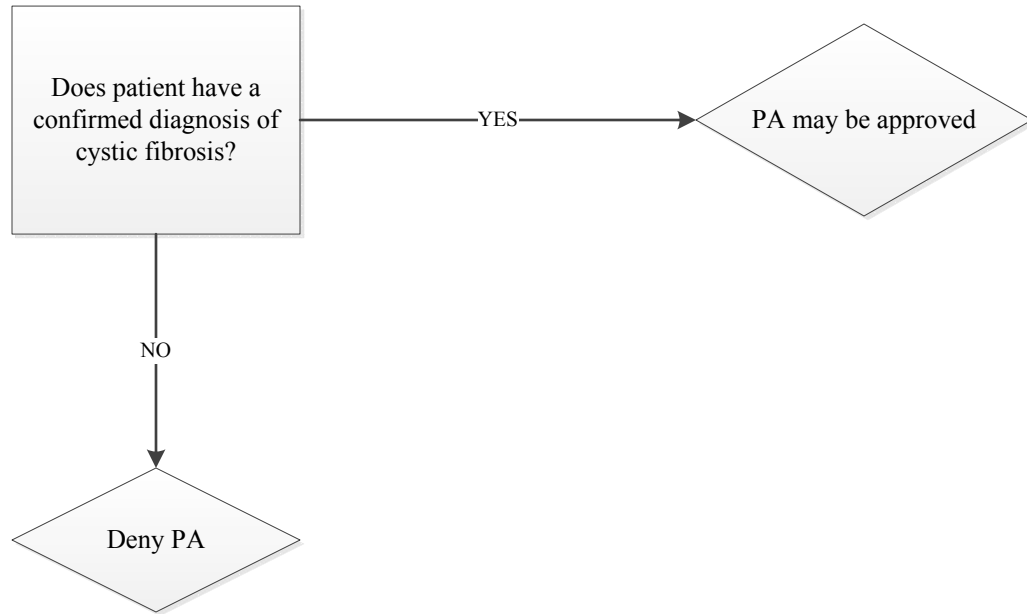 Does patient have a
confirmed diagnosis of
cystic fibrosis?
YES
PA may be approved
NO
Deny PA